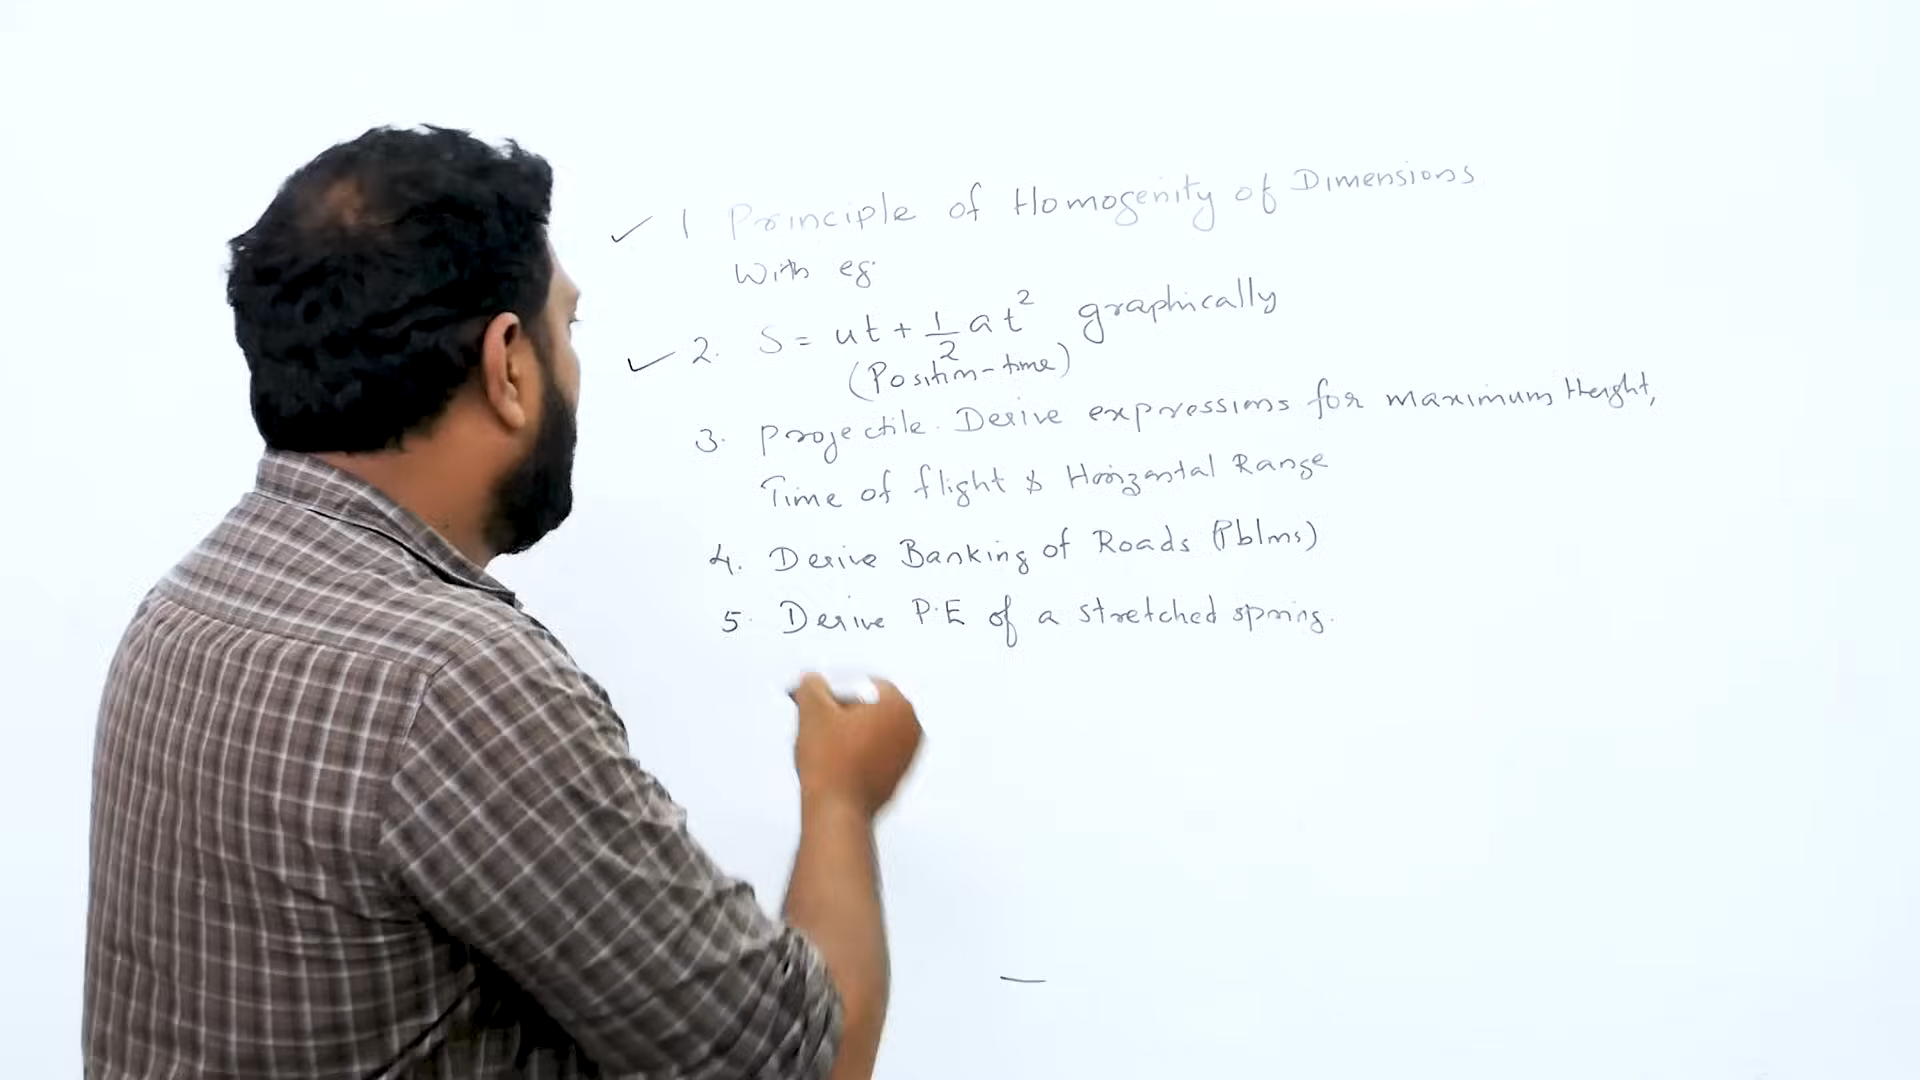 ✓ 1 Principle of Homogenity of Dimensions
With eg.
✓ 2. S = ut + 1/2 at² graphically
(Position-time)
3. Projectile. Derive expressions for maximum Height,
Time of flight & Horizontal Range
4. Derive Banking of Roads (Pblms)
5. Derive P.E of a stretched spring.